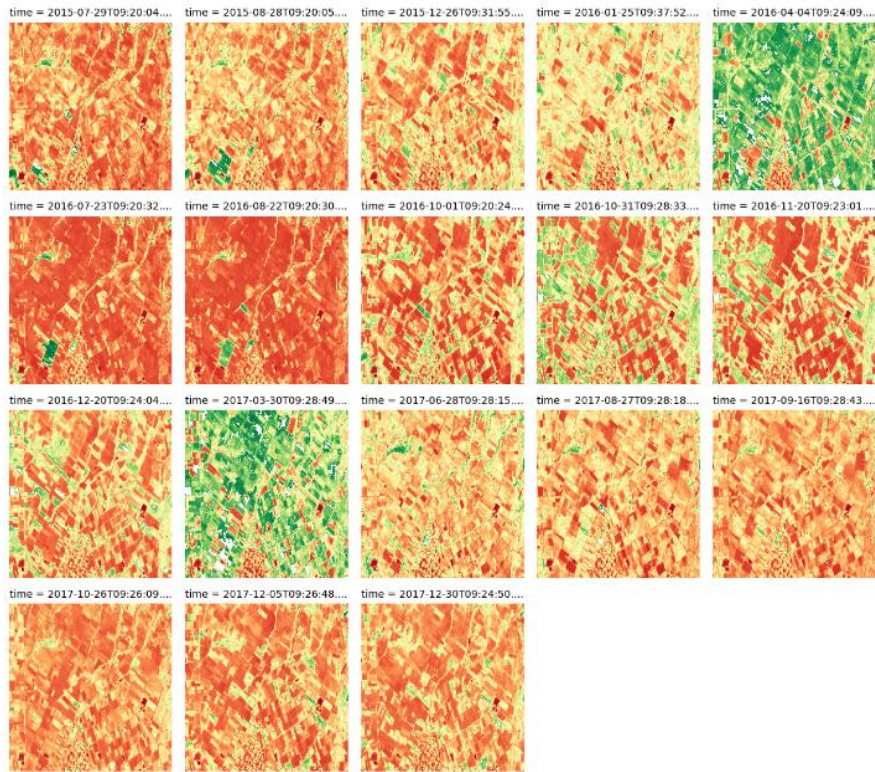 time = 2015-07-29T09:20:04....
time = 2015-08-28T09:20:05....
time = 2015-12-26T09:31:55....
time = 2016-01-25T09:37:52....
time = 2016-04-04T09:24:09....
time = 2016-07-23T09:20:32....
time = 2016-08-22T09:20:30....
time = 2016-10-01T09:20:24....
time = 2016-10-31T09:28:33....
time = 2016-11-20T09:23:01....
time = 2016-12-20T09:24:04....
time = 2017-03-30T09:28:49....
time = 2017-06-28T09:28:15....
time = 2017-08-27T09:28:18....
time = 2017-09-16T09:28:43....
time = 2017-10-26T09:26:09....
time = 2017-12-05T09:26:48....
time = 2017-12-30T09:24:50....